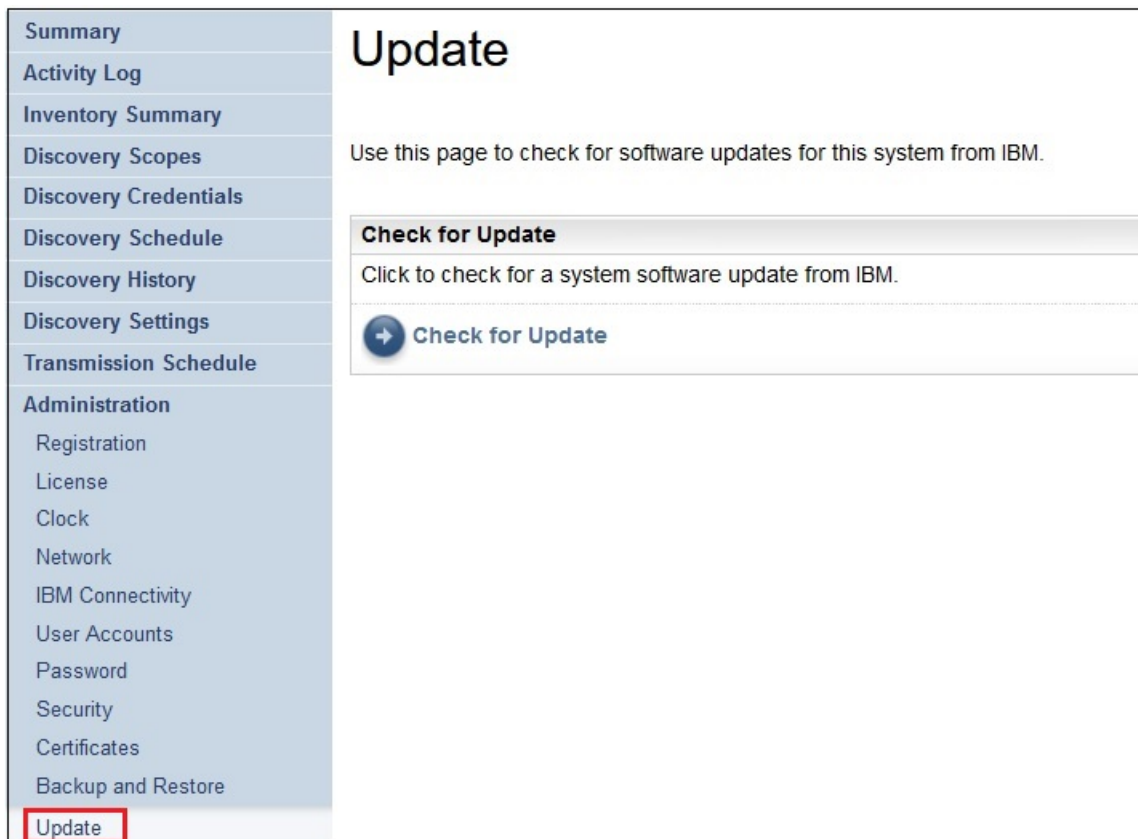 Summary
Activity Log
Inventory Summary
Discovery Scopes
Discovery Credentials
Discovery Schedule
Discovery History
Discovery Settings
Transmission Schedule
Administration
Registration
License
Clock
Network
IBM Connectivity
User Accounts
Password
Security
Certificates
Backup and Restore
Update
Update
Use this page to check for software updates for this system from IBM.
Check for Update
Click to check for a system software update from IBM.
Check for Update